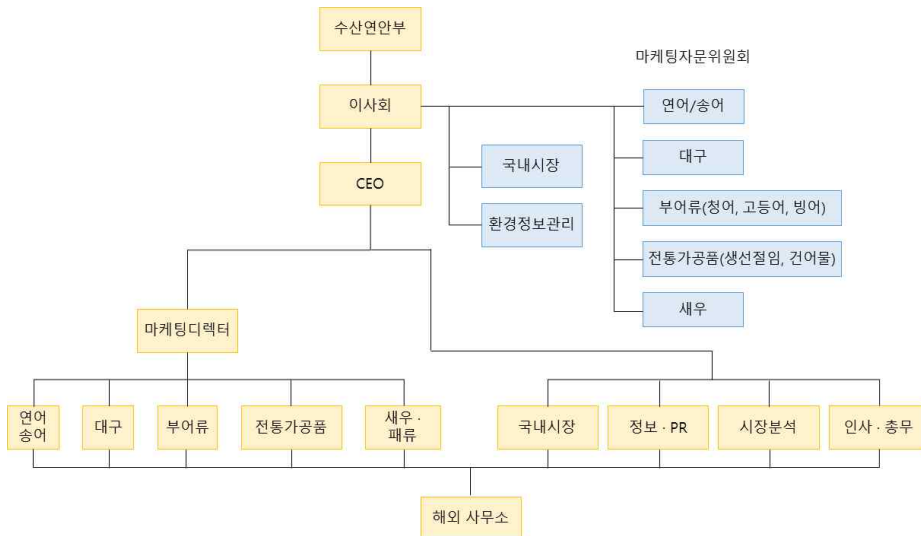 수산연안부
마케팅자문위원회
이사회
연어/송어
국내시장
대구
CEO
부어류(청어, 고등어, 빙어)
환경정보관리
전통가공품(생선절임, 건어물)
새우
마케팅디렉터
연어
송어
대구
부어류
전통가공품
새우 ·
패류
국내시장
정보 · PR
시장분석
인사 · 총무
해외 사무소